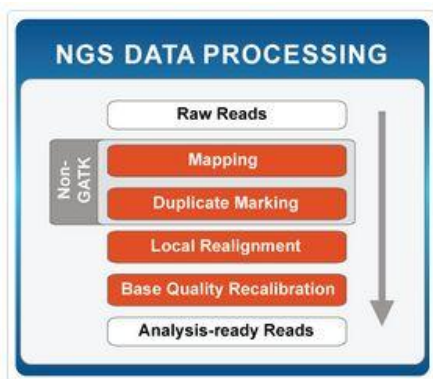 NGS DATA PROCESSING
Raw Reads
Non-
GATK
Mapping
Duplicate Marking
Local Realignment
Base Quality Recalibration
Analysis-ready Reads